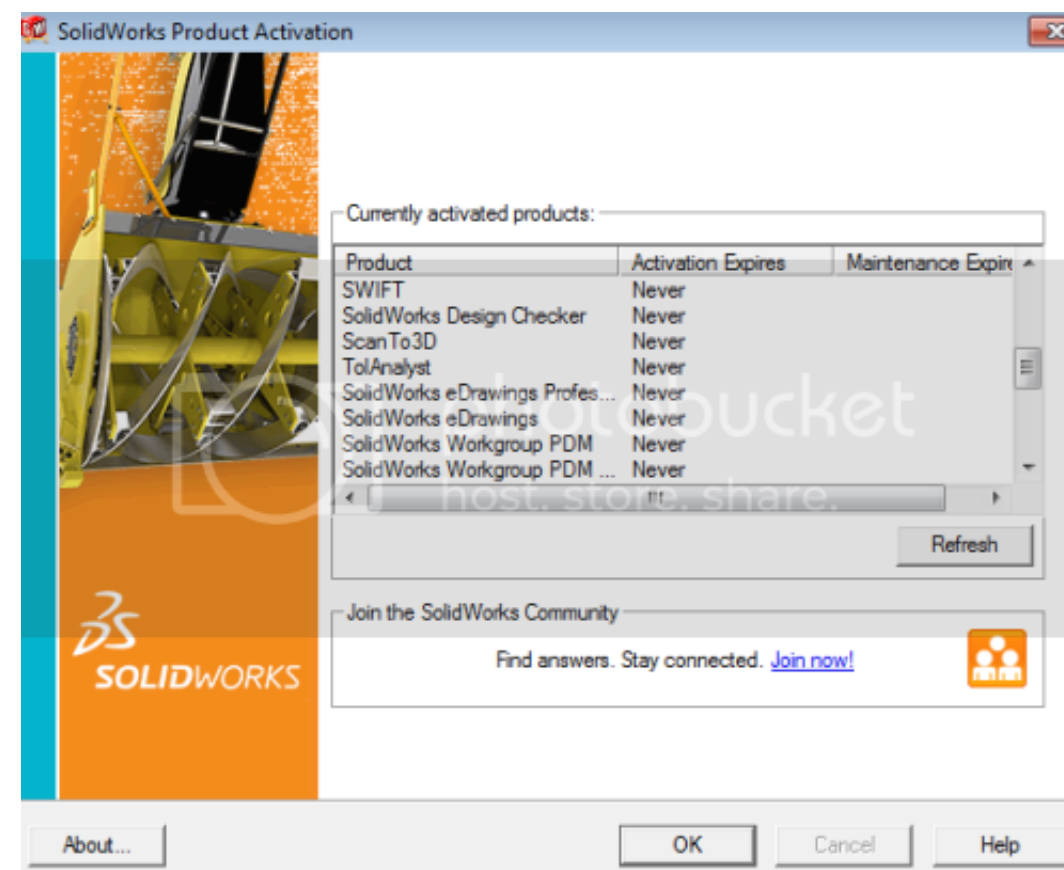 SolidWorks Product Activation
Currently activated products:
Product Activation Expires Maintenance Expire
SWIFT Never
SolidWorks Design Checker Never
ScanTo3D Never
TolAnalyst Never
SolidWorks eDrawings Profes... Never
SolidWorks eDrawings Never
SolidWorks Workgroup PDM Never
SolidWorks Workgroup PDM ... Never
photobucket
host. store. share.
Refresh
Join the SolidWorks Community
Find answers. Stay connected. Join now!
SOLIDWORKS
About... OK Cancel Help